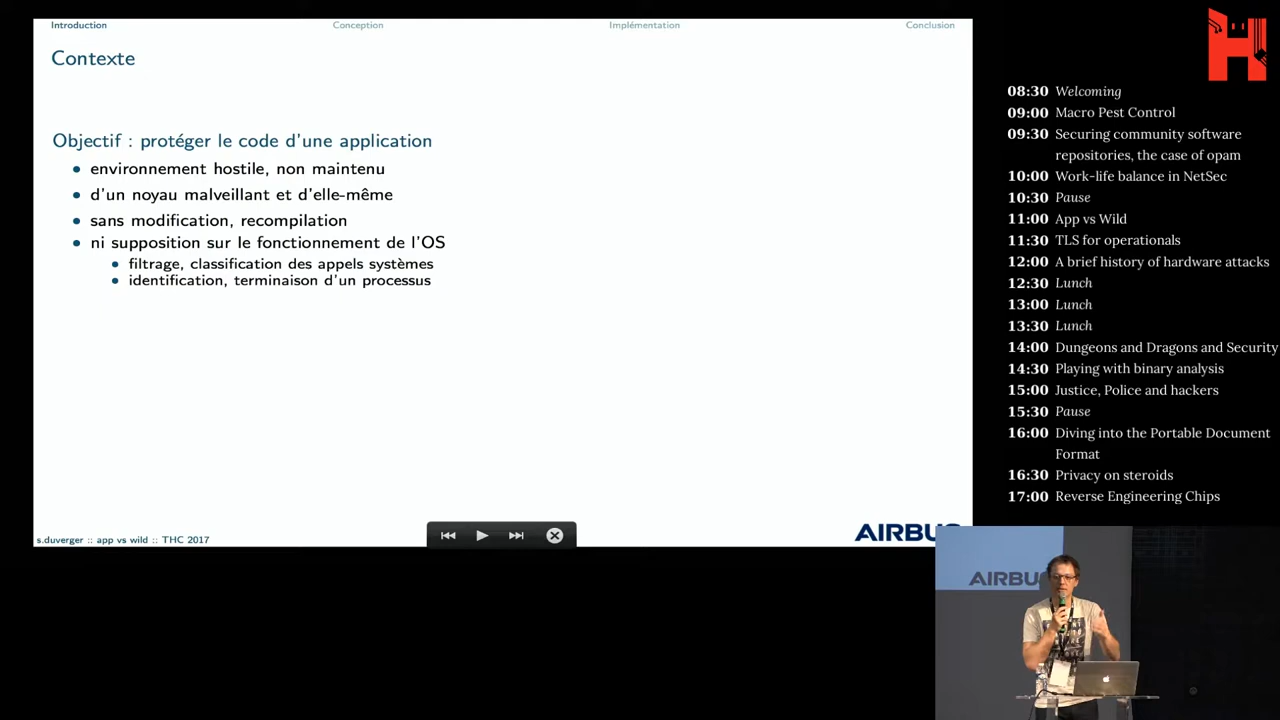 Introduction
Conception
Implémentation
Conclusion
Contexte
Objectif : protéger le code d'une application
environnement hostile, non maintenu
d'un noyau malveillant et d'elle-même
sans modification, recompilation
ni supposition sur le fonctionnement de l'OS
filtrage, classification des appels systèmes
identification, terminaison d'un processus
s.duverger :: app vs wild :: THC 2017
AIRBUS
08:30 Welcoming
09:00 Macro Pest Control
09:30 Securing community software
repositories, the case of opam
10:00 Work-life balance in NetSec
10:30 Pause
11:00 App vs Wild
11:30 TLS for operationals
12:00 A brief history of hardware attacks
12:30 Lunch
13:00 Lunch
13:30 Lunch
14:00 Dungeons and Dragons and Security
14:30 Playing with binary analysis
15:00 Justice, Police and hackers
15:30 Pause
16:00 Diving into the Portable Document
Format
16:30 Privacy on steroids
17:00 Reverse Engineering Chips
AIRBU